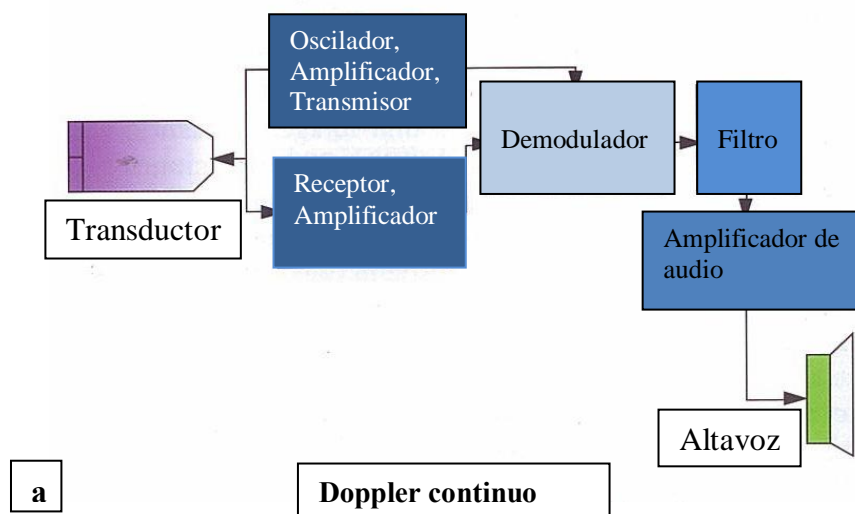 Oscilador,
Amplificador,
Transmisor
Demodulador
Filtro
Receptor,
Amplificador
Transductor
Amplificador de
audio
Altavoz
a
Doppler continuo